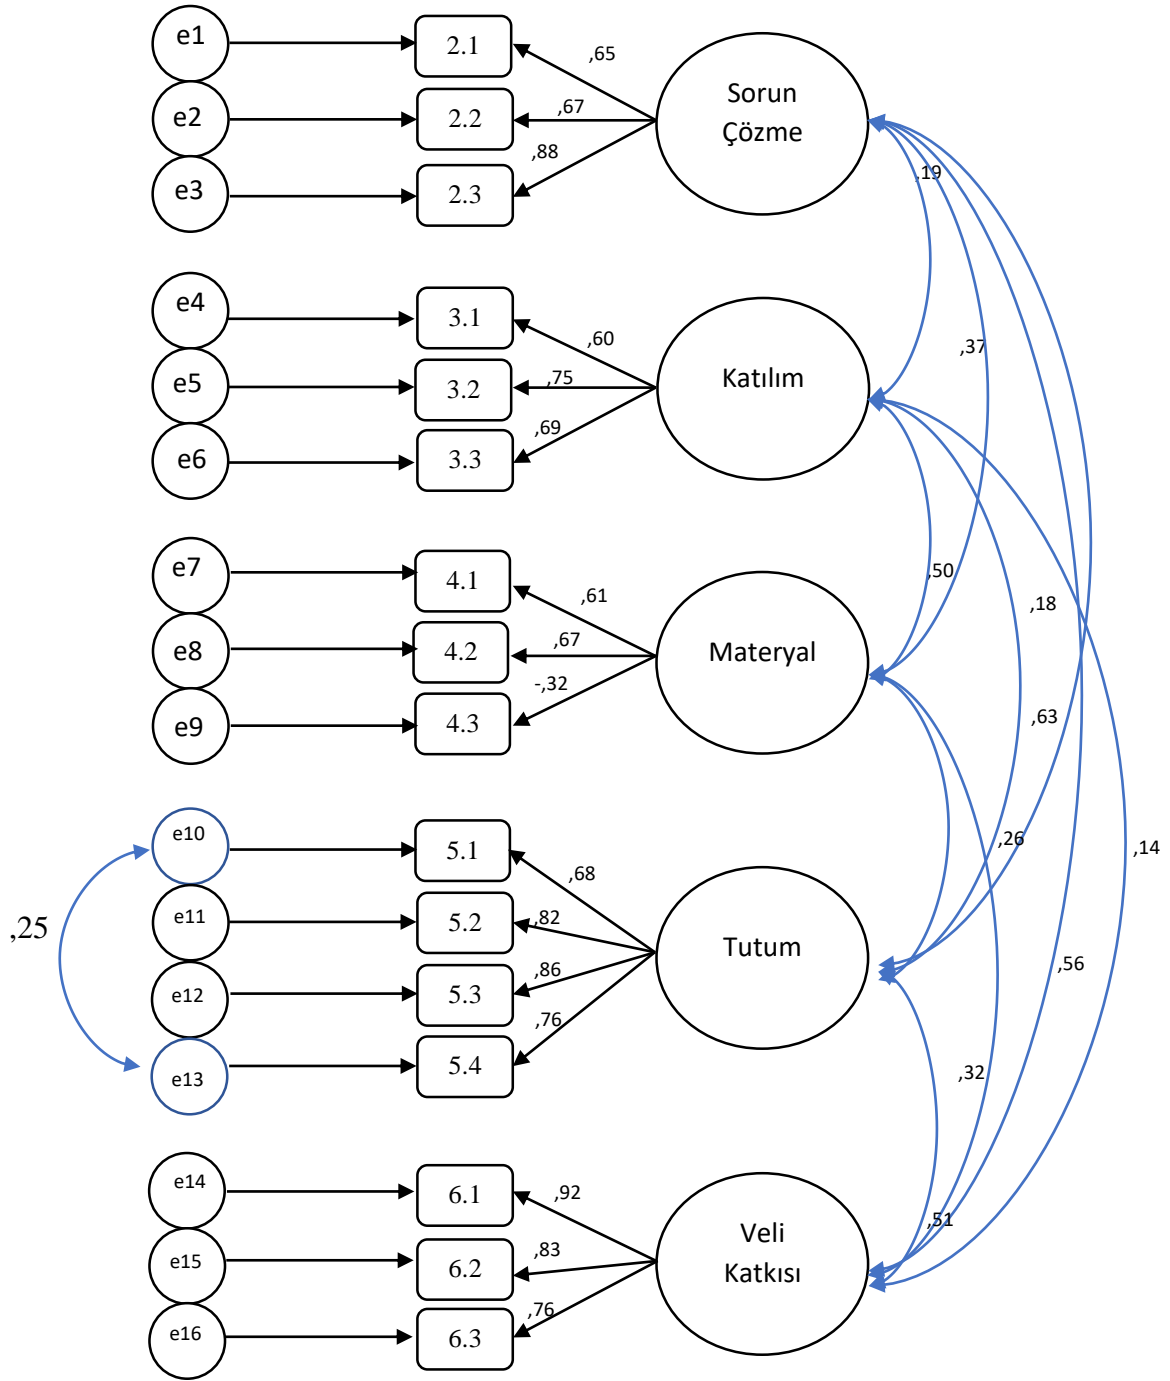 e1
2.1
,65
e2
2.2
,67
Sorun
Çözme
e3
2.3
,88
,19
e4
3.1
,60
,37
e5
3.2
,75
Katılım
e6
3.3
,69
e7
4.1
,61
,50
,18
e8
4.2
,67
Materyal
e9
4.3
-,32
,63
e10
5.1
,68
,26
,14
,25
e11
5.2
,82
Tutum
e12
5.3
,86
,56
e13
5.4
,76
,32
e14
6.1
,92
,51
e15
6.2
,83
Veli
Katkısı
e16
6.3
,76